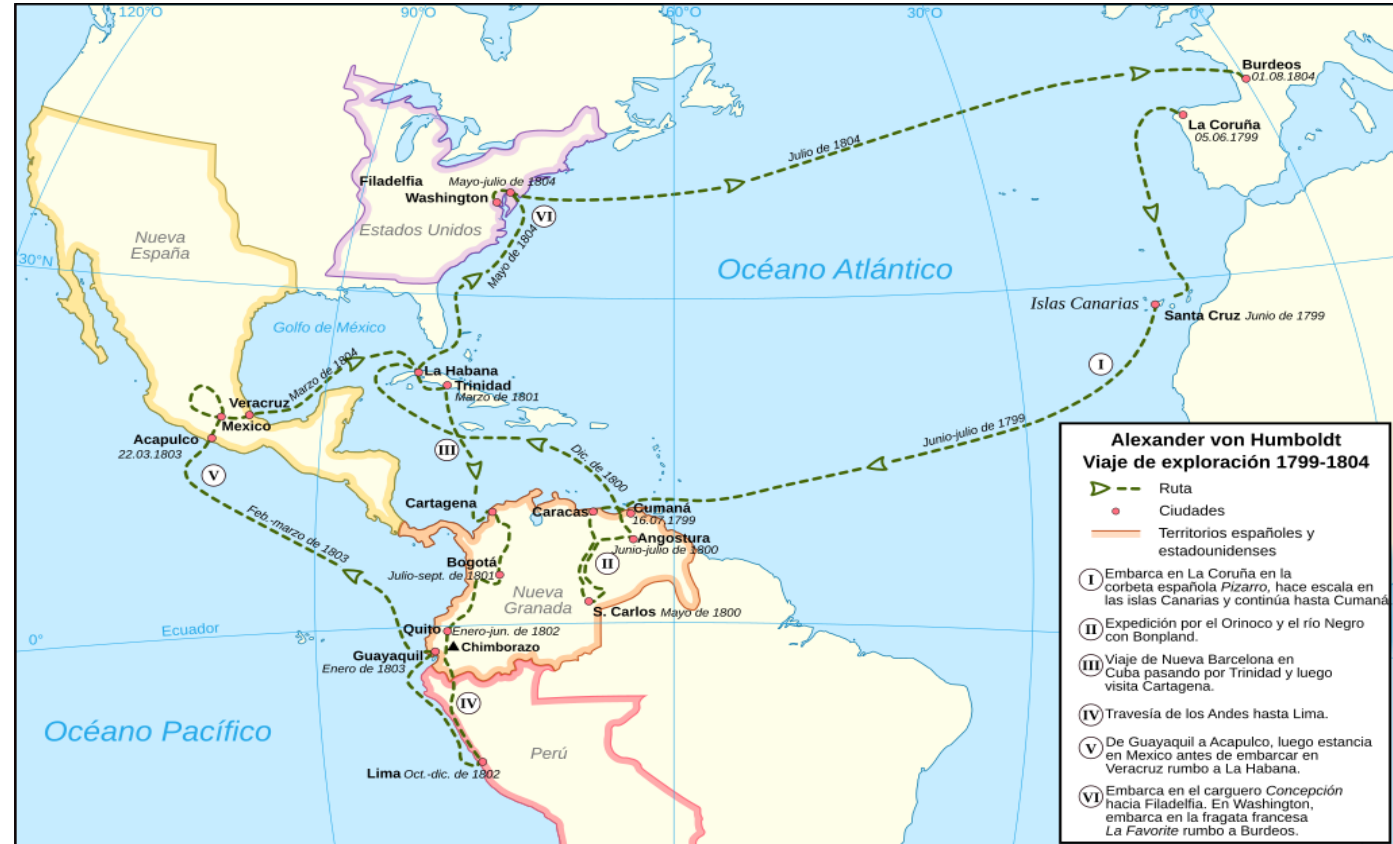 120°O
90°O
60°O
30°O
0°
Burdeos
01.08.1804
La Coruña
05.06.1799
Julio de 1804
Filadelfia
Mayo-julio de 1804
Washington
VI
Estados Unidos
Mayo de 1804
Nueva
España
30°N
Océano Atlántico
Islas Canarias
Santa Cruz Junio de 1799
Golfo de México
I
La Habana
Trinidad
Marzo de 1801
Marzo de 1804
Veracruz
Mexico
Acapulco
22.03.1803
V
III
Dic. de 1800
Junio-julio de 1799
Cartagena
Caracas
Cumaná
16.07.1799
Angostura
Junio-julio de 1800
II
Feb.-marzo de 1803
Bogotá
Julio-sept. de 1801
Nueva
Granada
S. Carlos Mayo de 1800
0°
Ecuador
Quito
Enero-jun. de 1802
Chimborazo
Guayaquil
Enero de 1803
IV
Océano Pacífico
Perú
Lima Oct.-dic. de 1802
Alexander von Humboldt
Viaje de exploración 1799-1804
Ruta
Ciudades
Territorios españoles y
estadounidenses
I Embarca en La Coruña en la
corbeta española Pizarro, hace escala en
las islas Canarias y continúa hasta Cumaná
II Expedición por el Orinoco y el río Negro
con Bonpland.
III Viaje de Nueva Barcelona en
Cuba pasando por Trinidad y luego
visita Cartagena.
IV Travesía de los Andes hasta Lima.
V De Guayaquil a Acapulco, luego estancia
en Mexico antes de embarcar en
Veracruz rumbo a La Habana.
VI Embarca en el carguero Concepción
hacia Filadelfia. En Washington,
embarca en la fragata francesa
La Favorite rumbo a Burdeos.